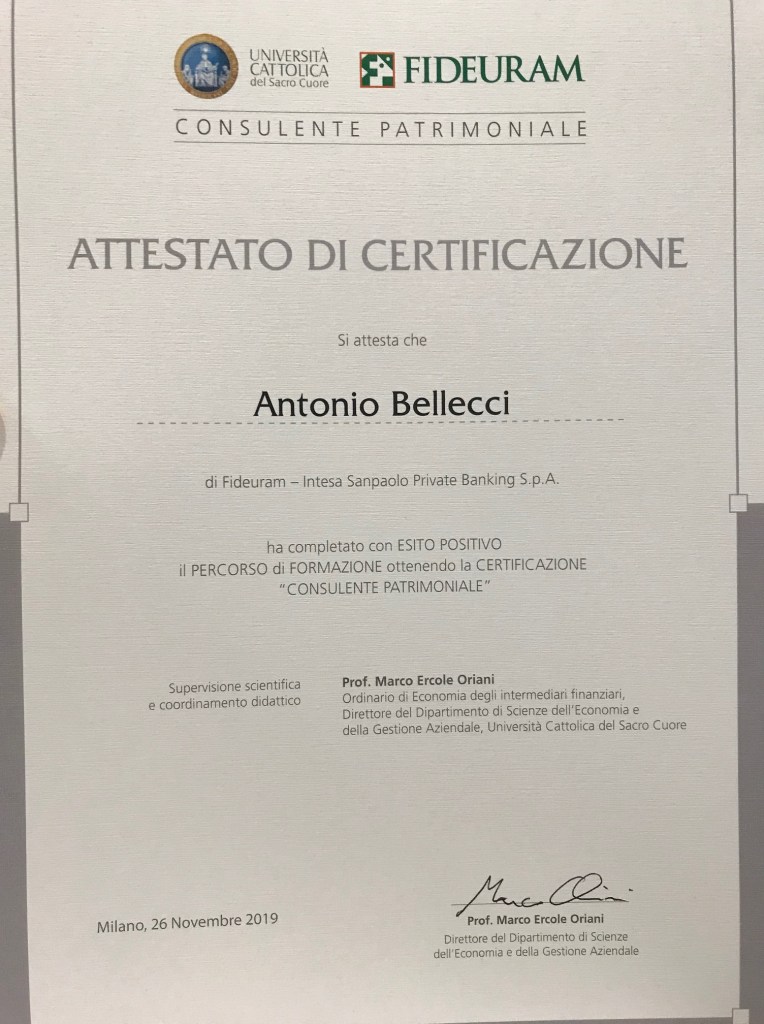 UNIVERSITÀ
CATTOLICA
del Sacro Cuore
FIDEURAM
CONSULENTE PATRIMONIALE
ATTESTATO DI CERTIFICAZIONE
Si attesta che
Antonio Bellecci
di Fideuram – Intesa Sanpaolo Private Banking S.p.A.
ha completato con ESITO POSITIVO
il PERCORSO di FORMAZIONE ottenendo la CERTIFICAZIONE
“CONSULENTE PATRIMONIALE”
Supervisione scientifica
e coordinamento didattico
Prof. Marco Ercole Oriani
Ordinario di Economia degli intermediari finanziari,
Direttore del Dipartimento di Scienze dell'Economia e
della Gestione Aziendale, Università Cattolica del Sacro Cuore
Milano, 26 Novembre 2019
Prof. Marco Ercole Oriani
Direttore del Dipartimento di Scienze
dell'Economia e della Gestione Aziendale